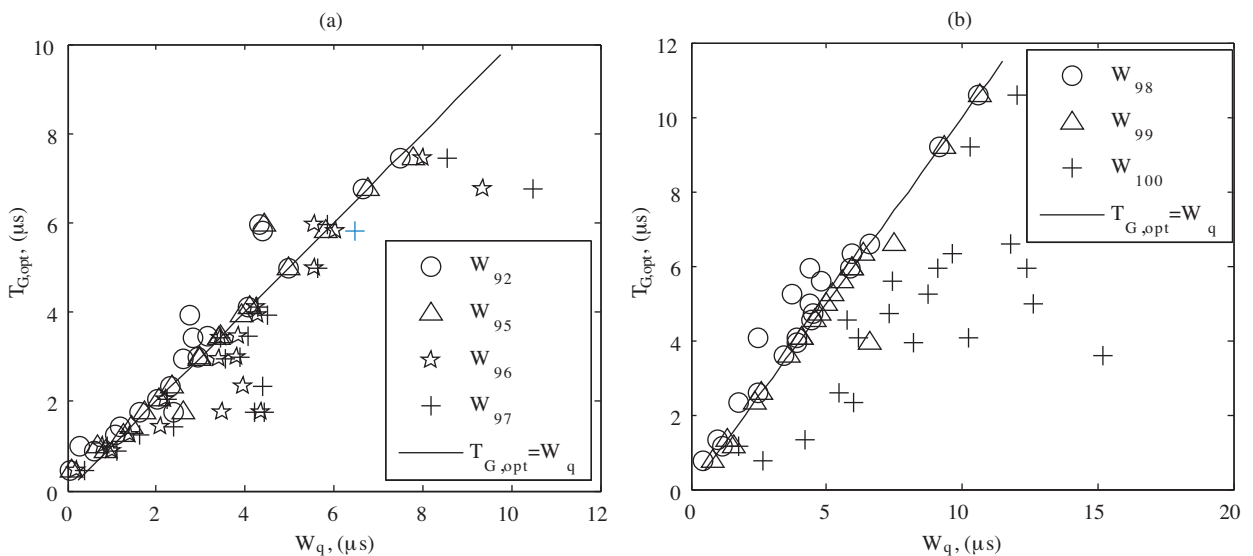 (a)
10
8
6
4
2
0
T_G,opt, (μs)
0 2 4 6 8 10 12
W_q, (μs)
W_92
W_95
W_96
W_97
T_G,opt=W_q
(b)
12
10
8
6
4
2
0
T_G,opt, (μs)
0 5 10 15 20
W_q, (μs)
W_98
W_99
W_100
T_G,opt=W_q